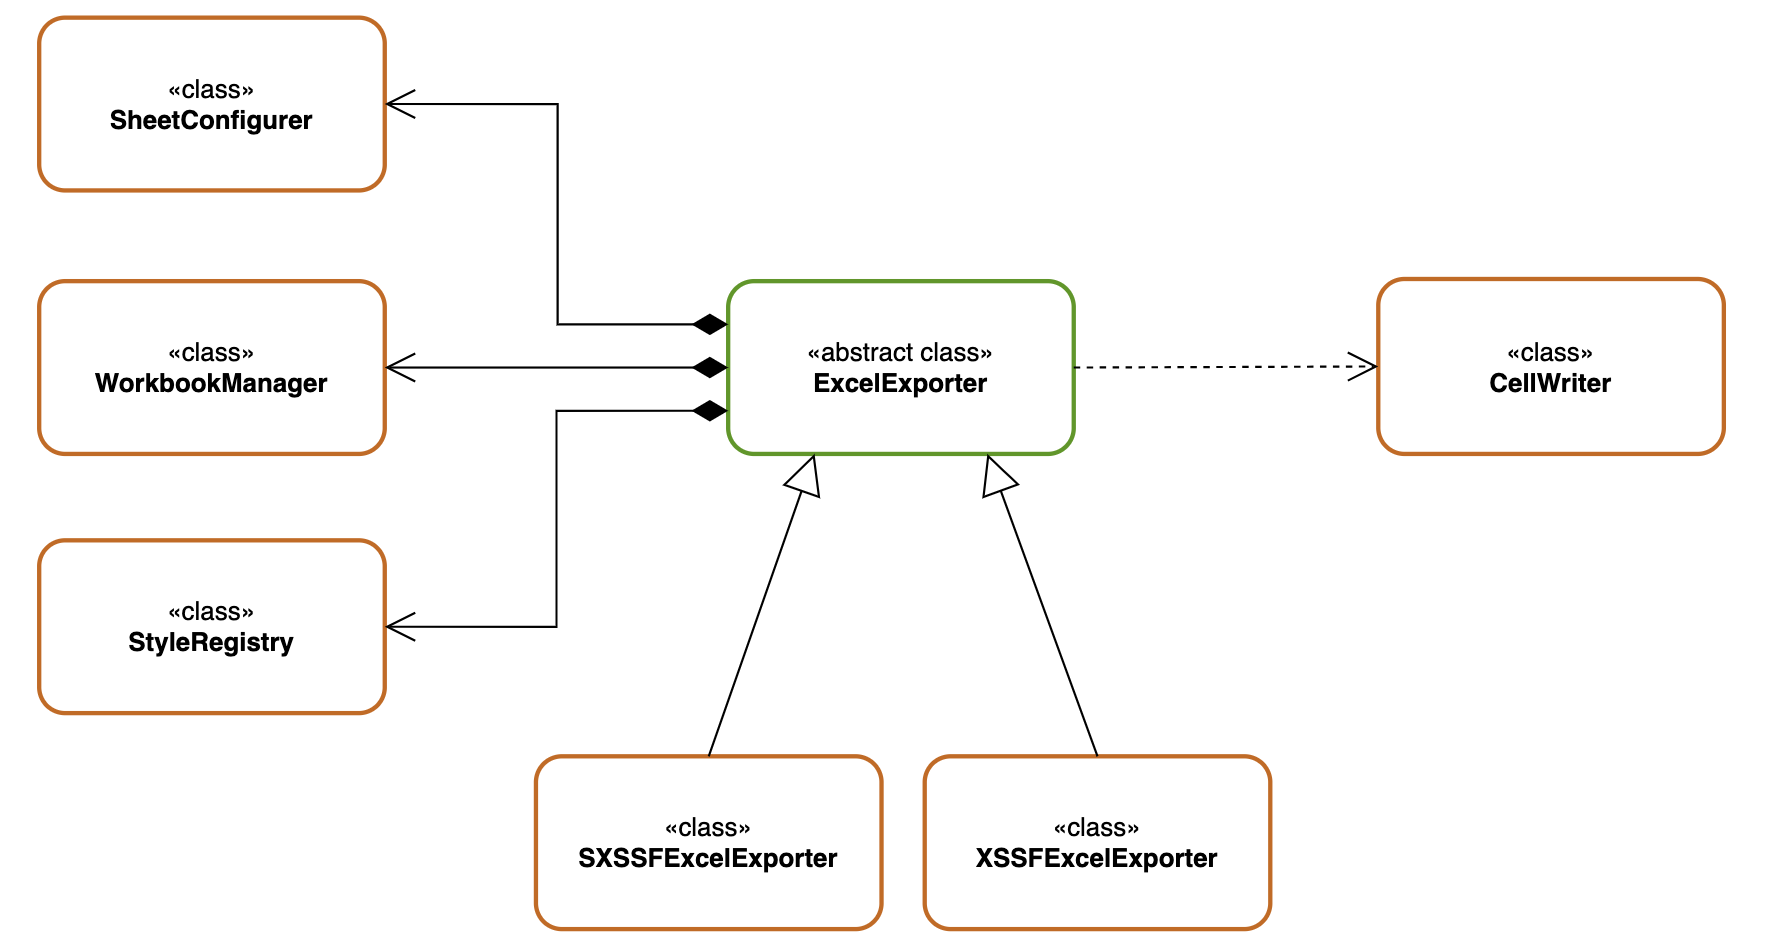 «class»
SheetConfigurer
«class»
WorkbookManager
«abstract class»
ExcelExporter
«class»
CellWriter
«class»
StyleRegistry
«class»
SXSSFExcelExporter
«class»
XSSFExcelExporter